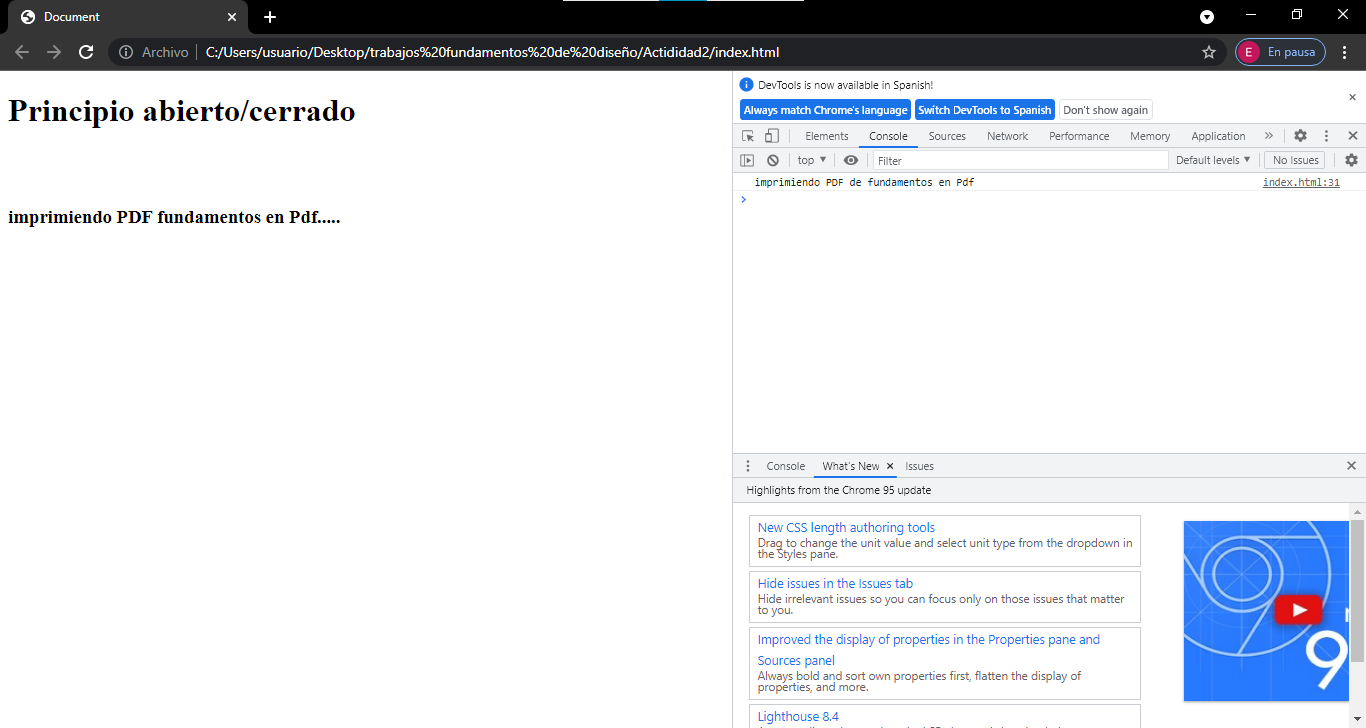 Document
Archivo C:/Users/usuario/Desktop/trabajos%20fundamentos%20de%20diseño/Actididad2/index.html E En pausa
Principio abierto/cerrado
imprimiendo PDF fundamentos en Pdf.....
DevTools is now available in Spanish!
Always match Chrome's language Switch DevTools to Spanish Don't show again
Elements Console Sources Network Performance Memory Application
top Filter Default levels No Issues
imprimiendo PDF de fundamentos en Pdf index.html:31
Console What's New Issues
Highlights from the Chrome 95 update
New CSS length authoring tools
Drag to change the unit value and select unit type from the dropdown in
the Styles pane.
Hide issues in the Issues tab
Hide irrelevant issues so you can focus only on those issues that matter
to you.
Improved the display of properties in the Properties pane and
Sources panel
Always bold and sort own properties first, flatten the display of
properties, and more.
Lighthouse 8.4
9